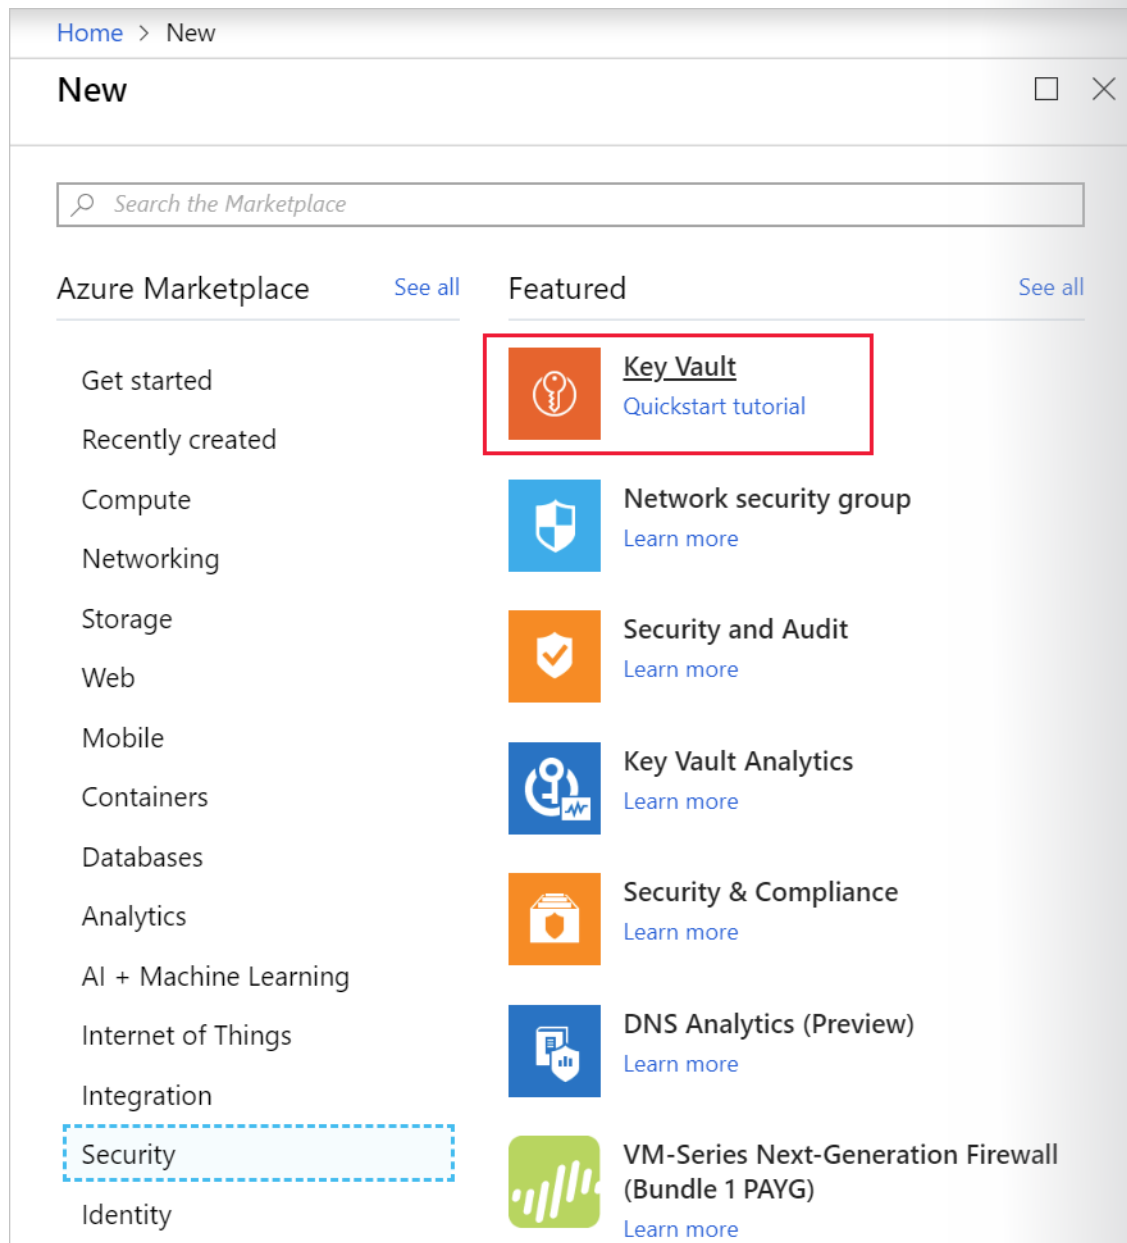 Home > New
New
Search the Marketplace
Azure Marketplace
See all
Get started
Recently created
Compute
Networking
Storage
Web
Mobile
Containers
Databases
Analytics
AI + Machine Learning
Internet of Things
Integration
Security
Identity
Featured
See all
Key Vault
Quickstart tutorial
Network security group
Learn more
Security and Audit
Learn more
Key Vault Analytics
Learn more
Security & Compliance
Learn more
DNS Analytics (Preview)
Learn more
VM-Series Next-Generation Firewall
(Bundle 1 PAYG)
Learn more